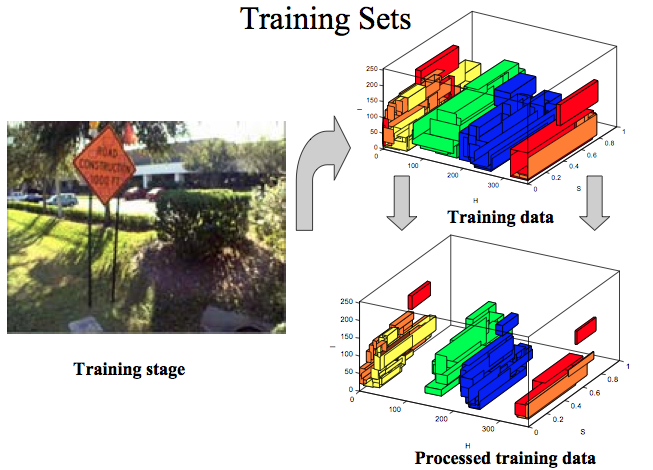 Training Sets
ROAD
CONSTRUCTION
1000 FT
Training stage
250
200
150
100
50
0
I
0
100
200
300
H
0
0.2
0.4
0.6
0.8
1
S
Training data
250
200
150
100
50
0
I
0
100
200
300
H
0
0.2
0.4
0.6
0.8
1
S
Processed training data